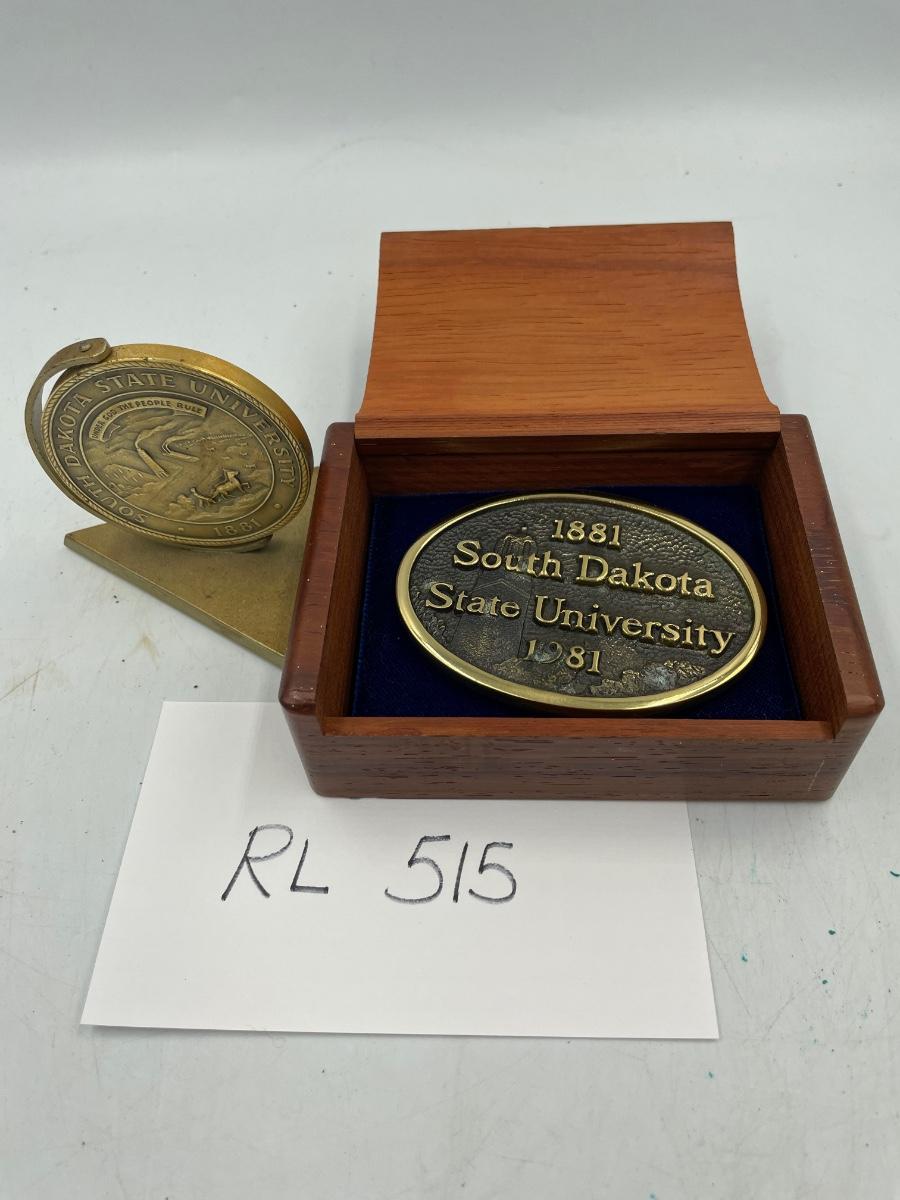 SOUTH DAKOTA STATE UNIVERSITY
UNDER GOD THE PEOPLE RULE
1881
1881
South Dakota
State University
1981
RL 515